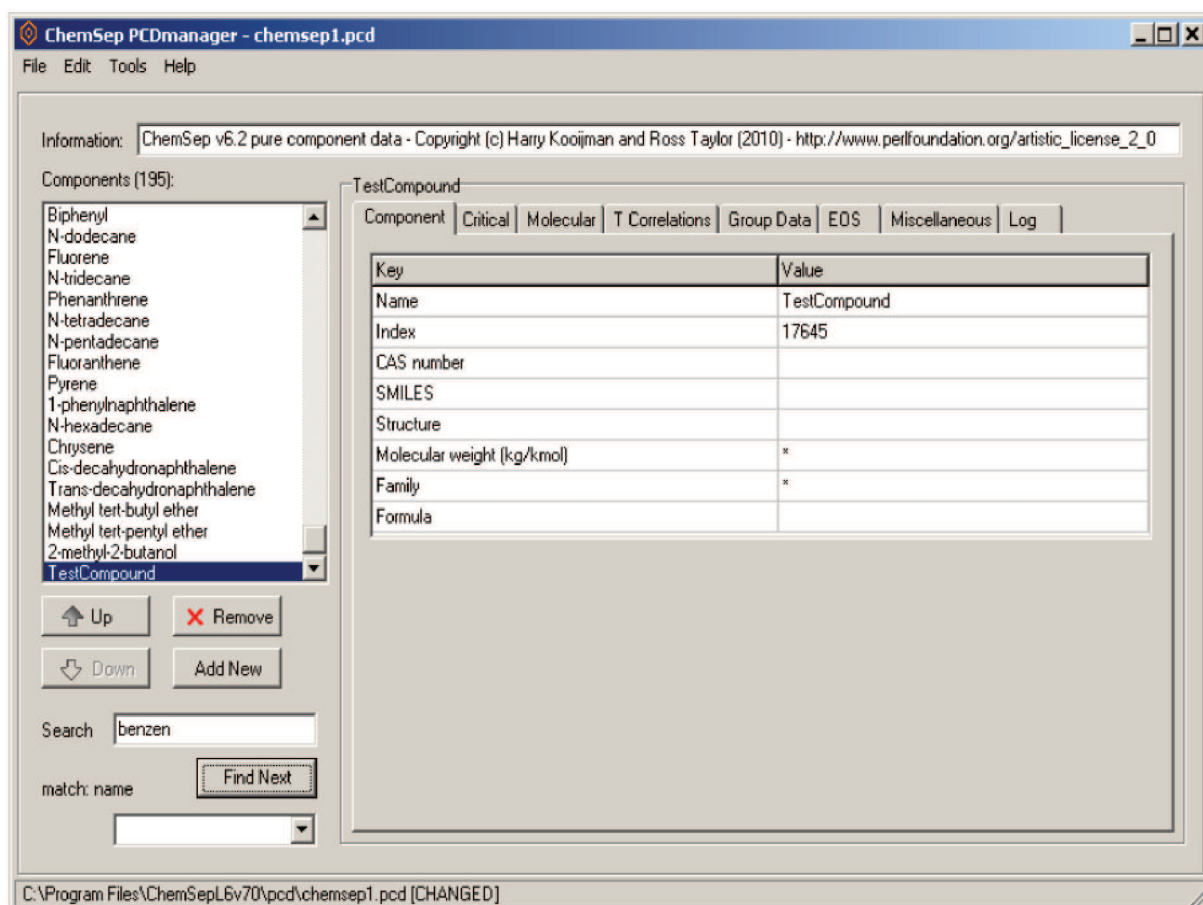 ChemSep PCDmanager - chemsep1.pcd
File Edit Tools Help
Information: ChemSep v6.2 pure component data - Copyright (c) Harry Kooijman and Ross Taylor (2010) - http://www.perlfoundation.org/artistic_license_2_0
Components (195):
Biphenyl
N-dodecane
Fluorene
N-tridecane
Phenanthrene
N-tetradecane
N-pentadecane
Fluoranthene
Pyrene
1-phenylnaphthalene
N-hexadecane
Chrysene
Cis-decahydronaphthalene
Trans-decahydronaphthalene
Methyl tert-butyl ether
Methyl tert-pentyl ether
2-methyl-2-butanol
TestCompound
Up Remove
Down Add New
Search benzen
Find Next
match: name
TestCompound
Component Critical Molecular T Correlations Group Data EOS Miscellaneous Log
Key Value
Name TestCompound
Index 17645
CAS number
SMILES
Structure
Molecular weight (kg/kmol) *
Family *
Formula
C:\Program Files\ChemSepL6v70\pcd\chemsep1.pcd [CHANGED]